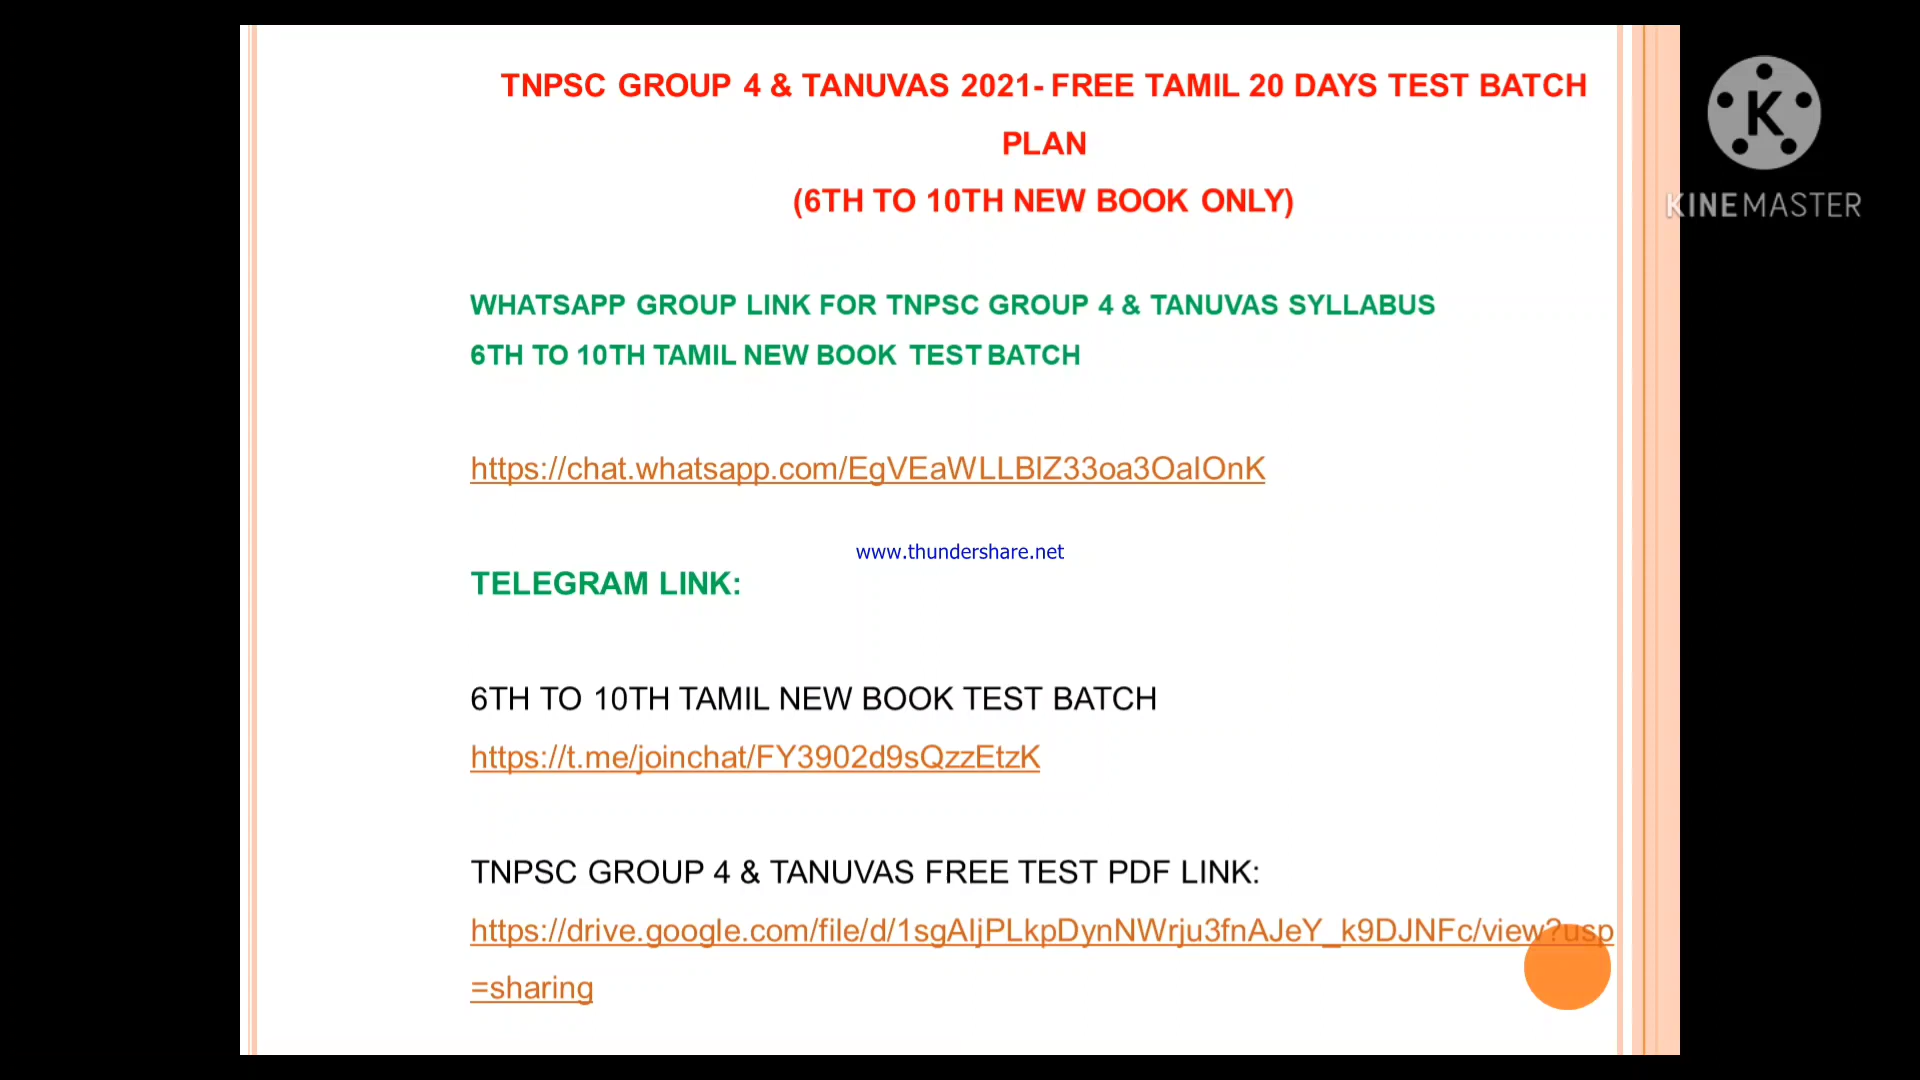 TNPSC GROUP 4 & TANUVAS 2021- FREE TAMIL 20 DAYS TEST BATCH
PLAN
(6TH TO 10TH NEW BOOK ONLY)
K
KINEMASTER
WHATSAPP GROUP LINK FOR TNPSC GROUP 4 & TANUVAS SYLLABUS
6TH TO 10TH TAMIL NEW BOOK TEST BATCH
https://chat.whatsapp.com/EgVEaWLLBlZ33oa3OaIOnK
www.thundershare.net
TELEGRAM LINK:
6TH TO 10TH TAMIL NEW BOOK TEST BATCH
https://t.me/joinchat/FY3902d9sQzzEtzK
TNPSC GROUP 4 & TANUVAS FREE TEST PDF LINK:
https://drive.google.com/file/d/1sgAIjPLkpDynNWrju3fnAJeY_k9DJNFc/view?usp
=sharing